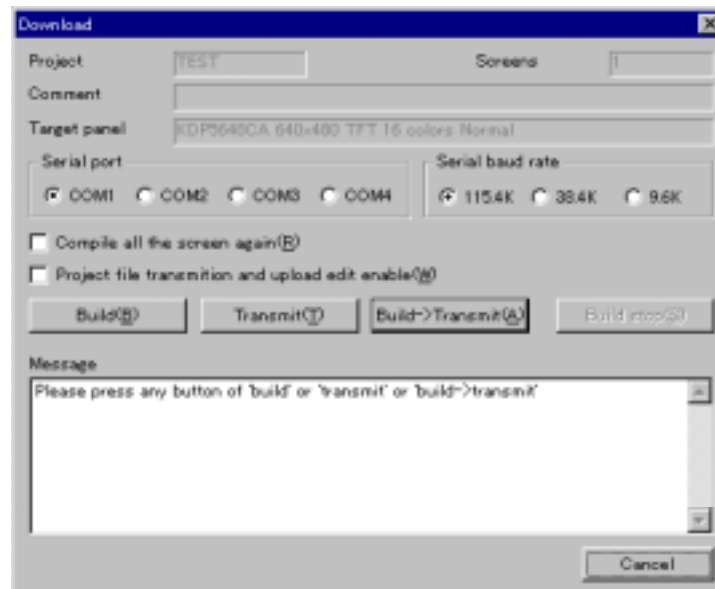 Download
Project TEST Screens 1
Comment
Target panel KDP5648CA 640x480 TFT 16 colors Normal
Serial port Serial baud rate
COM1 COM2 COM3 COM4 115.4K 38.4K 9.6K
Compile all the screen again(R)
Project file transmition and upload edit enable(W)
Build(B) Transmit(T) Build->Transmit(A) Build stop(S)
Message
Please press any button of 'build' or 'transmit' or 'build->transmit'
Cancel